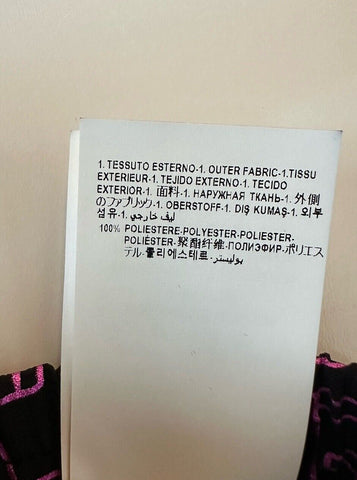 1. TESSUTO ESTERNO-1. OUTER FABRIC-1.TISSU
EXTERIEUR-1. TEJIDO EXTERNO-1. TECIDO
EXTERIOR-1. 面料-1. НАРУЖНАЯ ТКАНЬ-1. 外側
のファブリック-1. OBERSTOFF-1. DIŞ KUMAŞ-1. 외부
섬유-1. ليف خارجي
100% POLIESTERE-POLYESTER-POLIESTER-
POLIÉSTER-聚酯纤维-ПОЛИЭФИР-ポリエス
テル-폴리에스테르-بوليستر